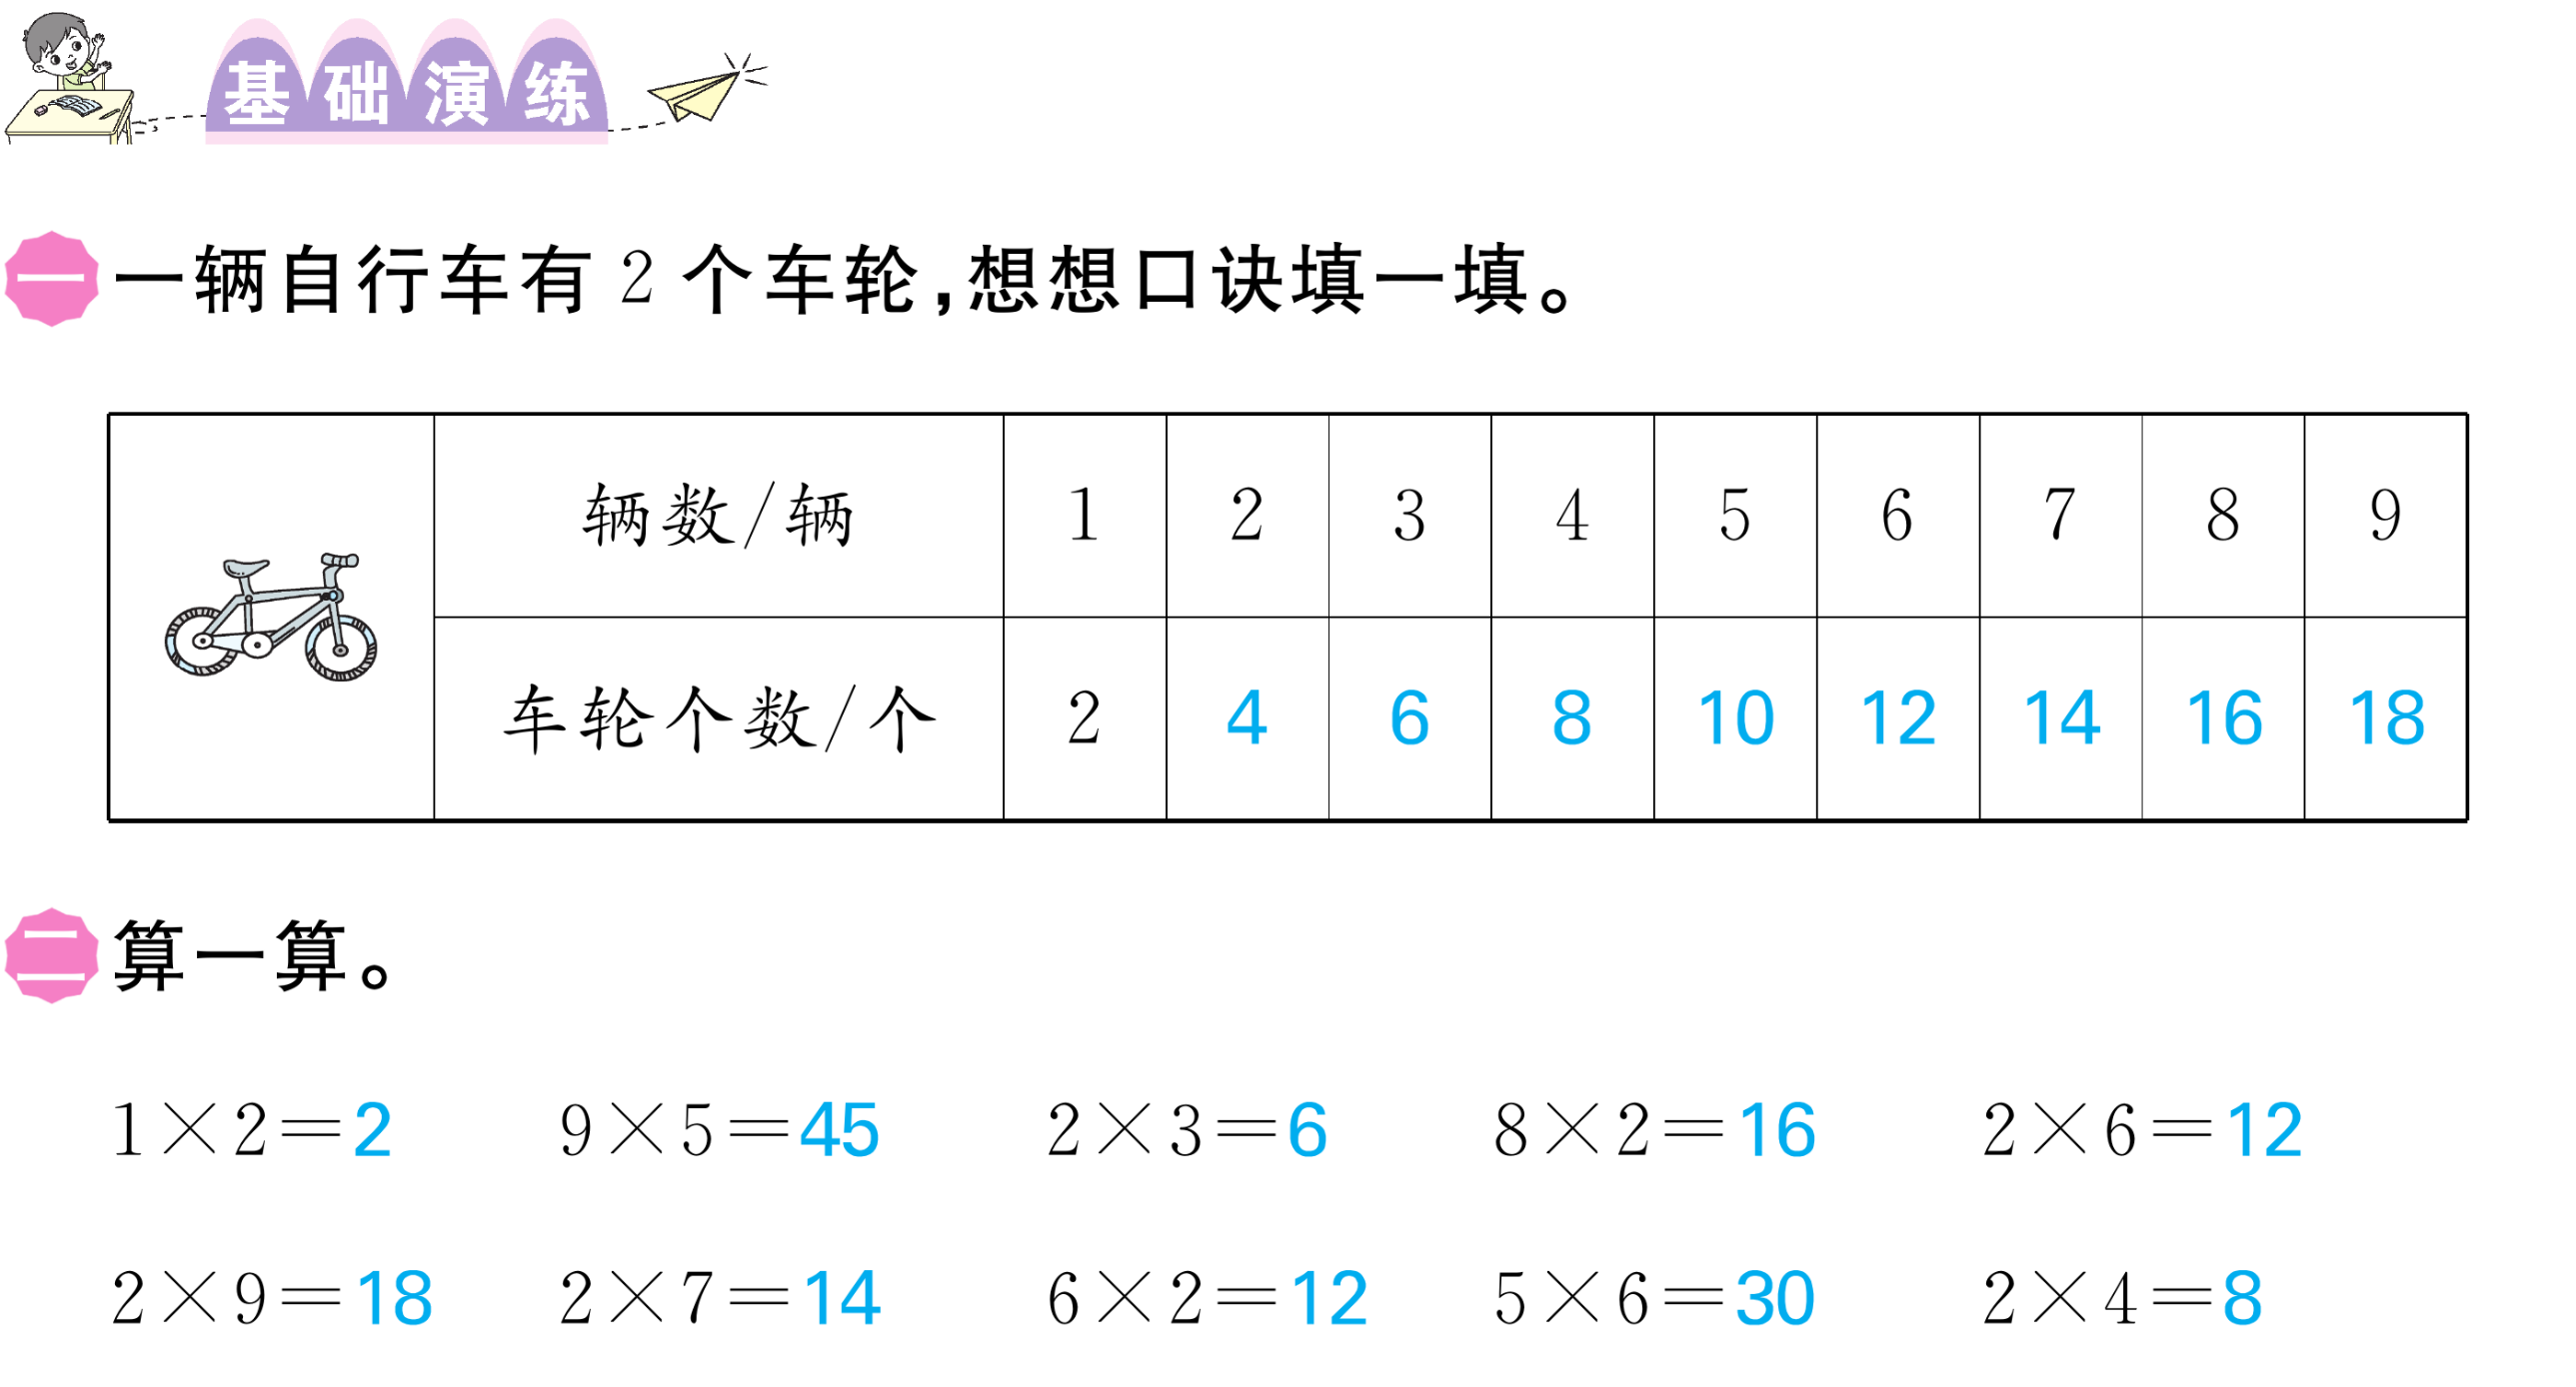 基础演练
一 一辆自行车有2个车轮,想想口诀填一填。
辆数/辆 1 2 3 4 5 6 7 8 9
车轮个数/个 2 4 6 8 10 12 14 16 18
二 算一算。
1×2=2 9×5=45 2×3=6 8×2=16 2×6=12
2×9=18 2×7=14 6×2=12 5×6=30 2×4=8